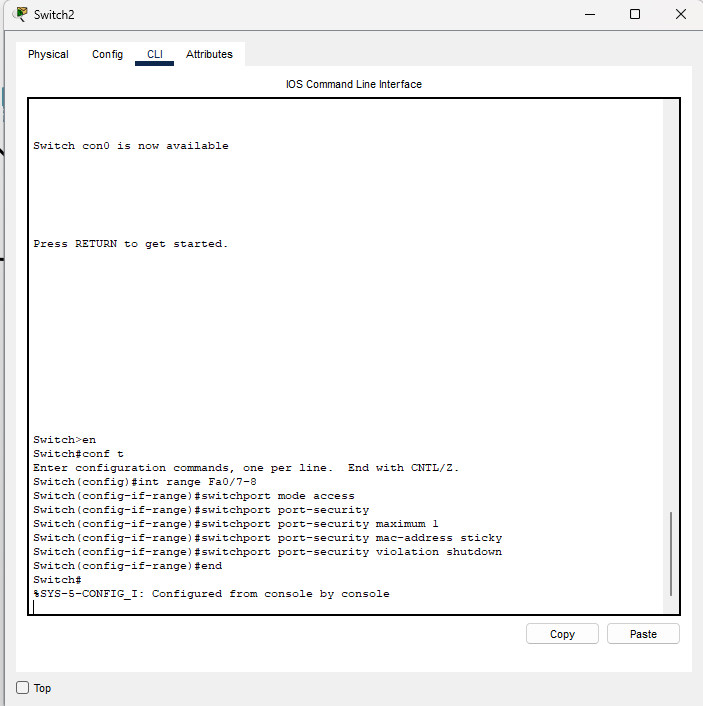 Switch2
Physical Config CLI Attributes
IOS Command Line Interface
Switch con0 is now available
Press RETURN to get started.
Switch>en
Switch#conf t
Enter configuration commands, one per line.  End with CNTL/Z.
Switch(config)#int range Fa0/7-8
Switch(config-if-range)#switchport mode access
Switch(config-if-range)#switchport port-security
Switch(config-if-range)#switchport port-security maximum 1
Switch(config-if-range)#switchport port-security mac-address sticky
Switch(config-if-range)#switchport port-security violation shutdown
Switch(config-if-range)#end
Switch#
%SYS-5-CONFIG_I: Configured from console by console
Copy Paste
Top